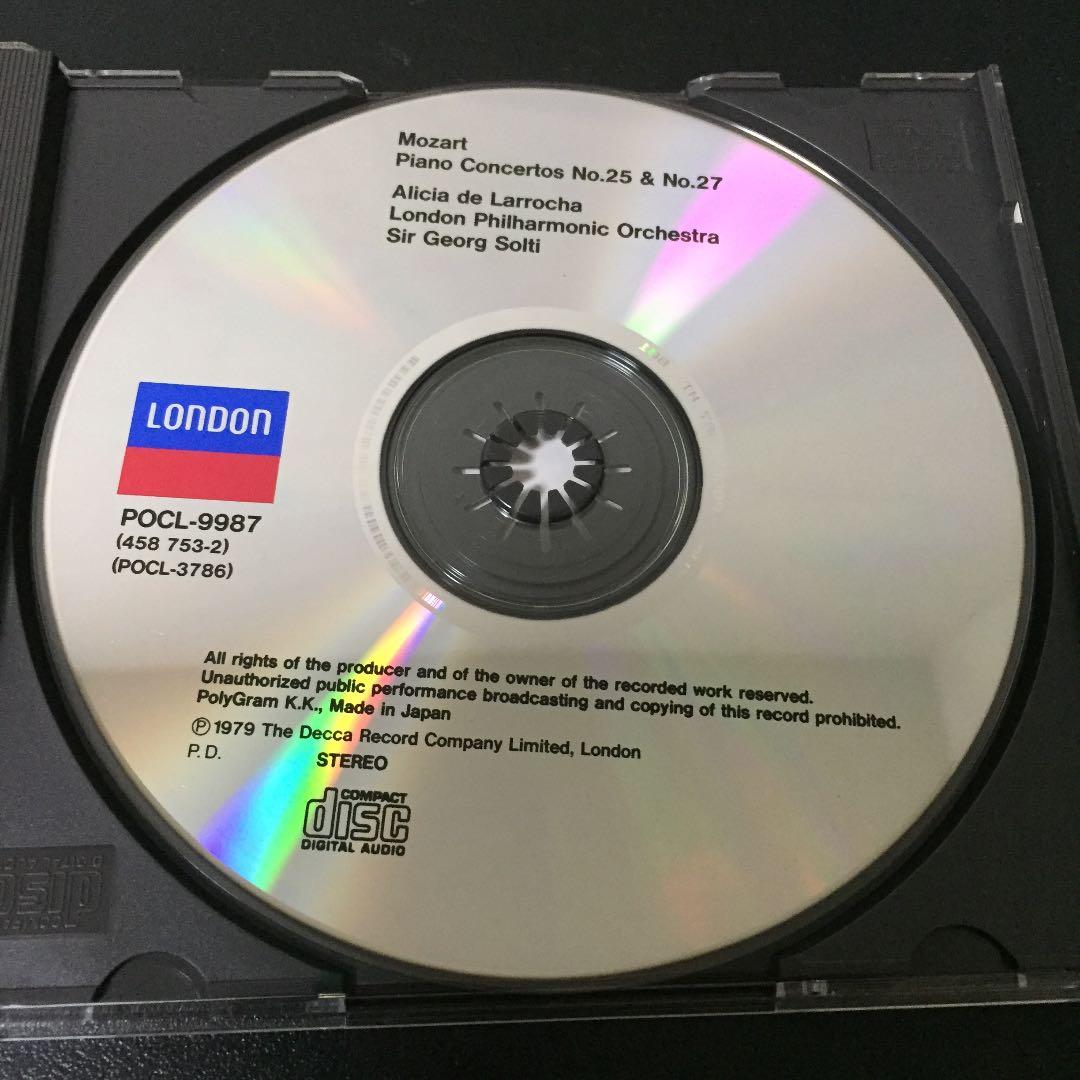 Mozart
Piano Concertos No.25 & No.27
Alicia de Larrocha
London Philharmonic Orchestra
Sir Georg Solti
LONDON
POCL-9987
(458 753-2)
(POCL-3786)
All rights of the producer and of the owner of the recorded work reserved.
Unauthorized public performance broadcasting and copying of this record prohibited.
PolyGram K.K., Made in Japan
℗1979 The Decca Record Company Limited, London
P.D.
STEREO
COMPACT
disc
DIGITAL AUDIO